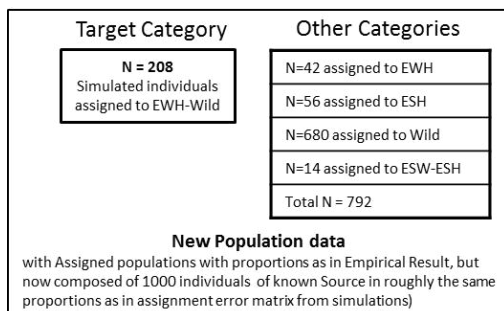 Target Category
N = 208
Simulated individuals
assigned to EWH-Wild
Other Categories
N=42 assigned to EWH
N=56 assigned to ESH
N=680 assigned to Wild
N=14 assigned to ESW-ESH
Total N = 792
New Population data
with Assigned populations with proportions as in Empirical Result, but
now composed of 1000 individuals of known Source in roughly the same
proportions as in assignment error matrix from simulations)